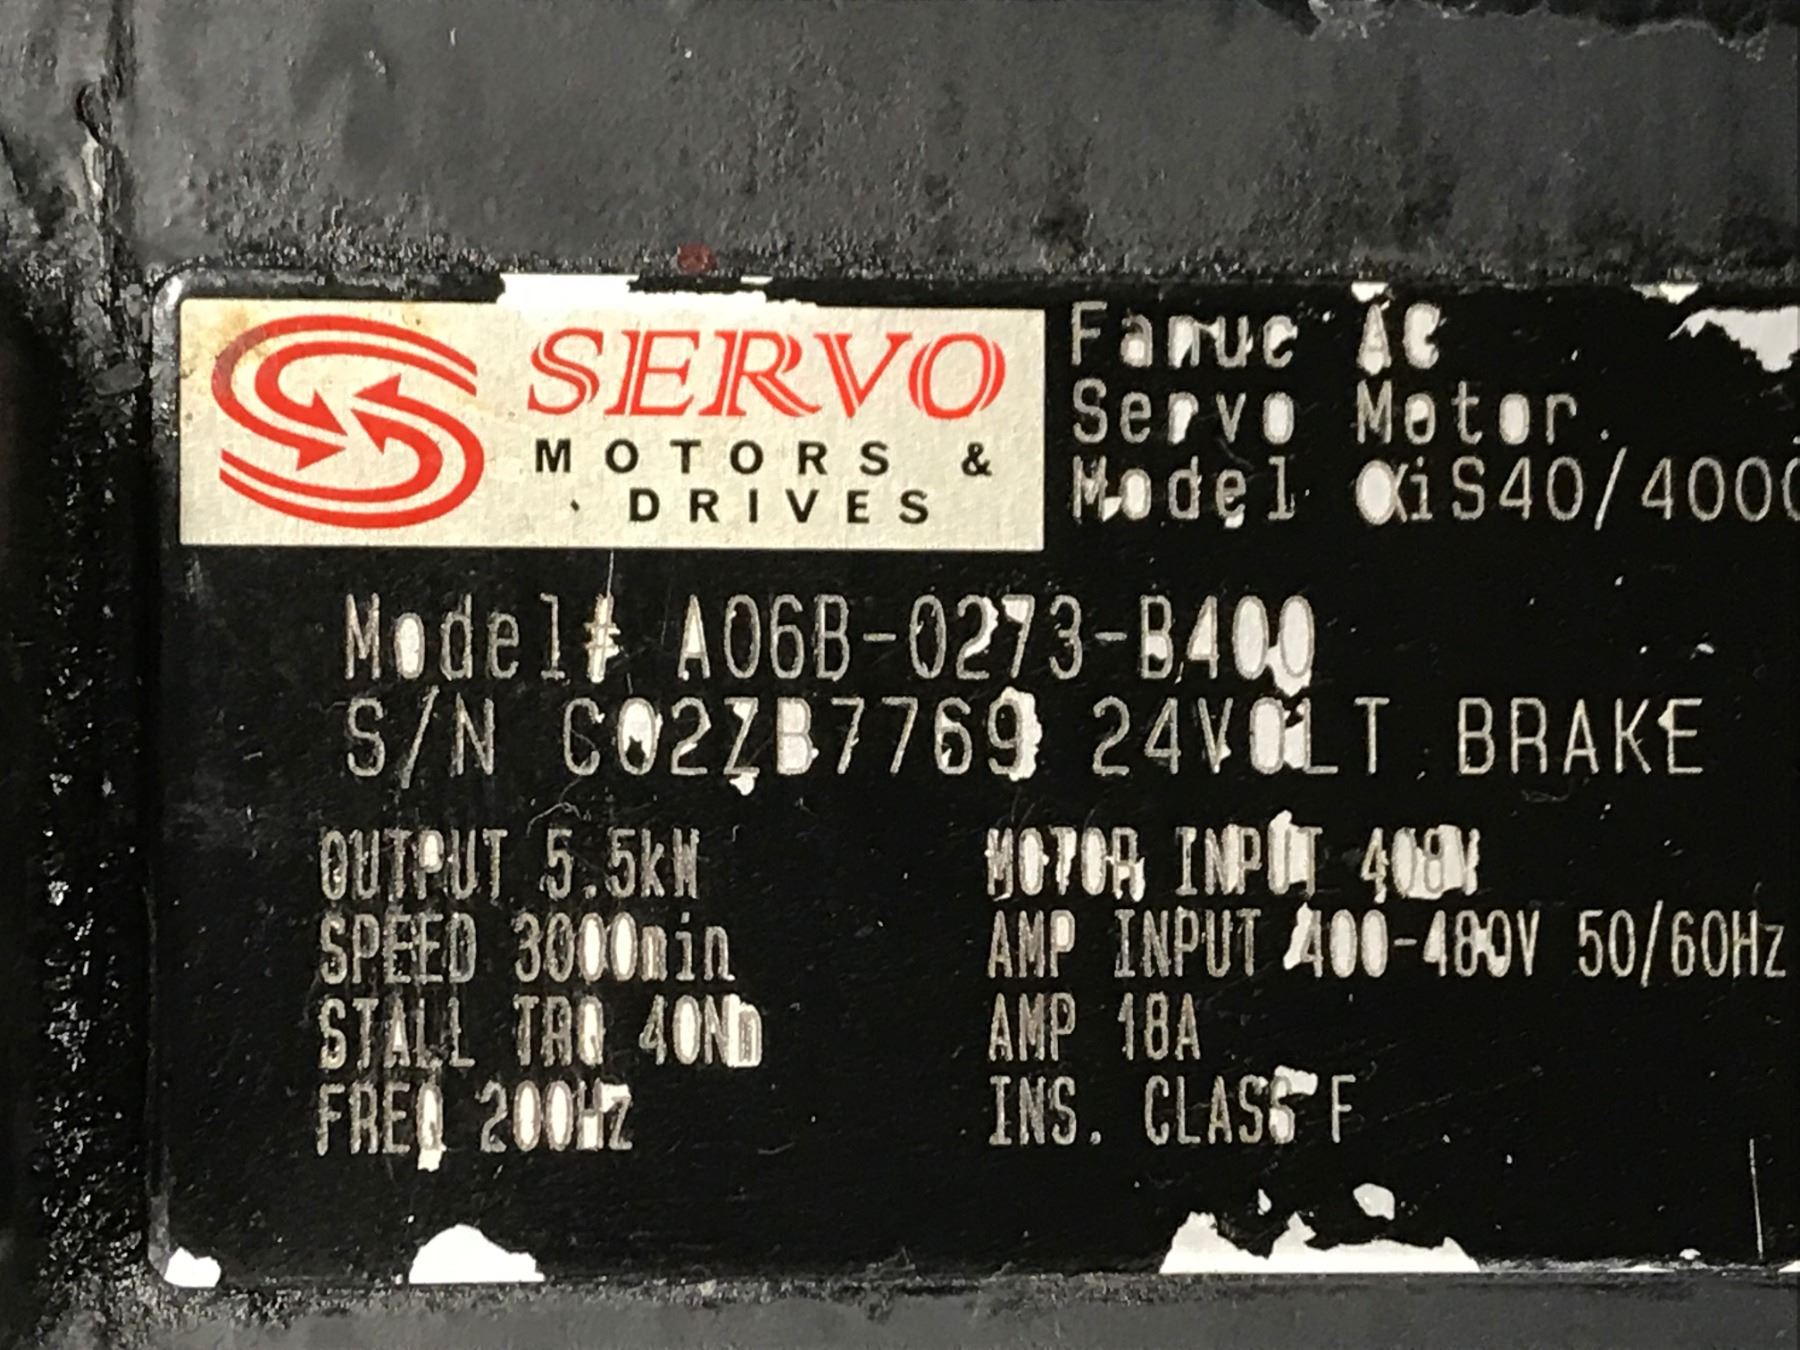 SERVO
MOTORS &
DRIVES
Fanuc AC
Servo Motor.
Model αiS40/4000
Model# A06B-0273-B400
S/N C02ZB7769 24VOLT BRAKE
OUTPUT 5.5kW
SPEED 3000min
STALL TRQ 40Nm
FREQ 200Hz
MOTOR INPUT 408V
AMP INPUT 400-480V 50/60Hz
AMP 18A
INS. CLASS F